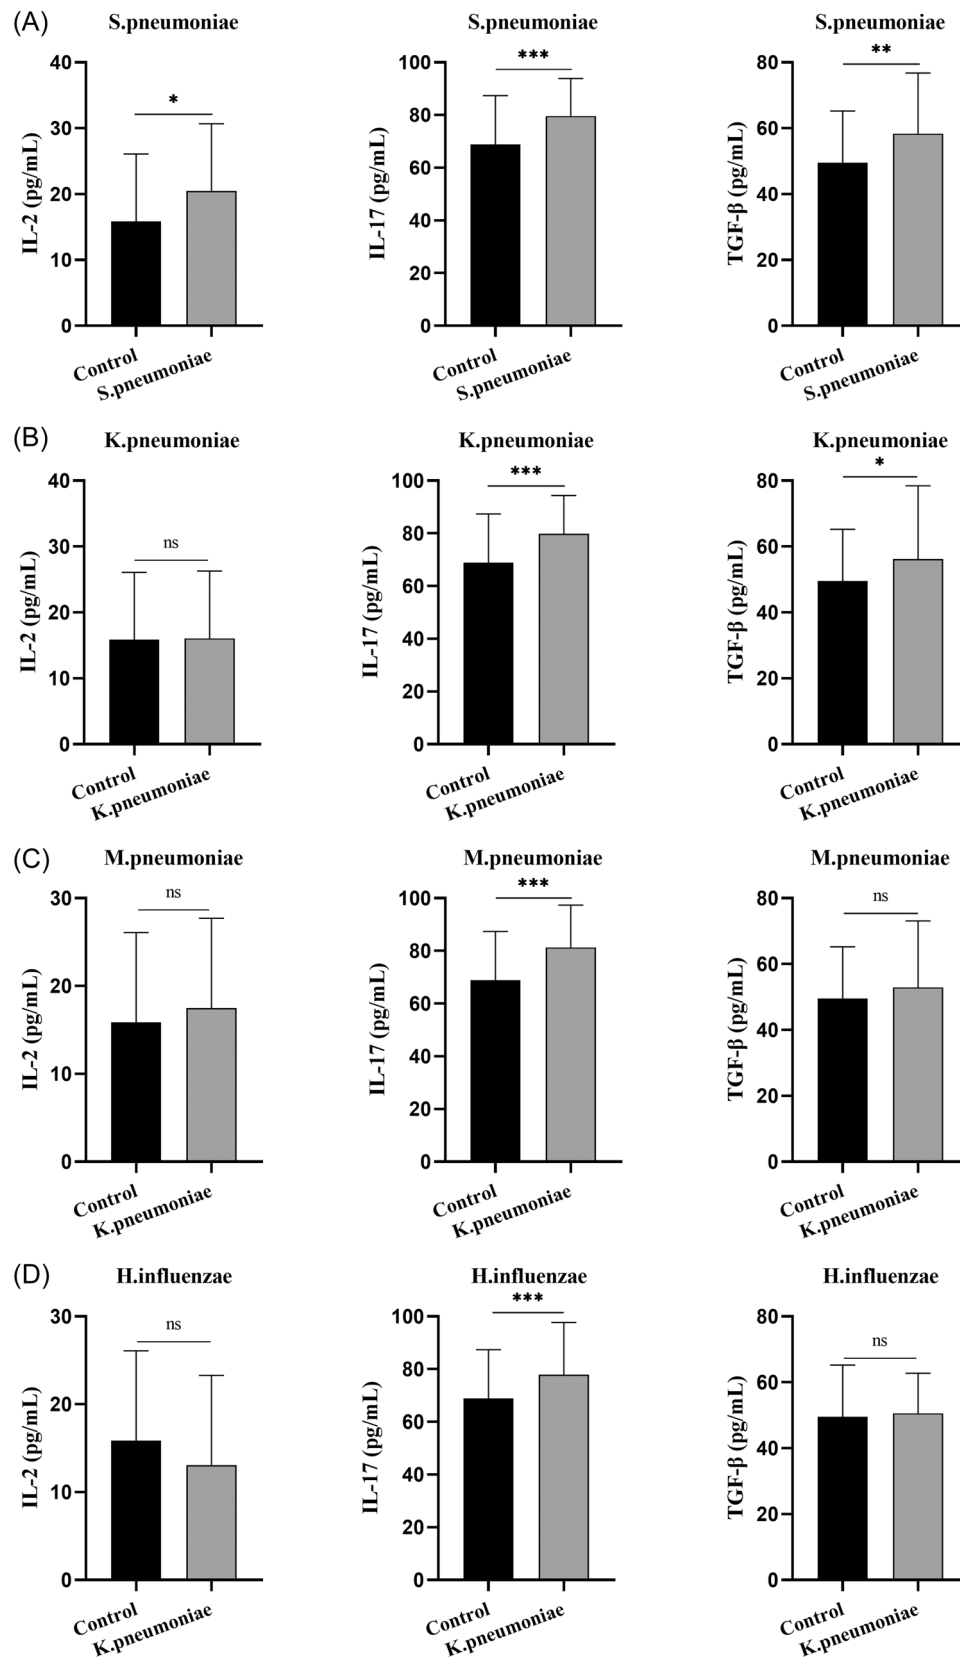 (A)
S.pneumoniae
IL-2 (pg/mL)
40
30
20
10
0
*
Control
S.pneumoniae
S.pneumoniae
IL-17 (pg/mL)
100
80
60
40
20
0
***
Control
S.pneumoniae
S.pneumoniae
TGF-β (pg/mL)
80
60
40
20
0
**
Control
S.pneumoniae
(B)
K.pneumoniae
IL-2 (pg/mL)
40
30
20
10
0
ns
Control
K.pneumoniae
K.pneumoniae
IL-17 (pg/mL)
100
80
60
40
20
0
***
Control
K.pneumoniae
K.pneumoniae
TGF-β (pg/mL)
80
60
40
20
0
*
Control
K.pneumoniae
(C)
M.pneumoniae
IL-2 (pg/mL)
30
20
10
0
ns
Control
K.pneumoniae
M.pneumoniae
IL-17 (pg/mL)
100
80
60
40
20
0
***
Control
K.pneumoniae
M.pneumoniae
TGF-β (pg/mL)
80
60
40
20
0
ns
Control
K.pneumoniae
(D)
H.influenzae
IL-2 (pg/mL)
30
20
10
0
ns
Control
K.pneumoniae
H.influenzae
IL-17 (pg/mL)
100
80
60
40
20
0
***
Control
K.pneumoniae
H.influenzae
TGF-β (pg/mL)
80
60
40
20
0
ns
Control
K.pneumoniae